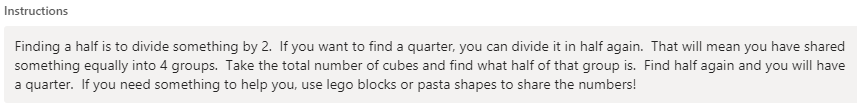 Instructions
Finding a half is to divide something by 2.  If you want to find a quarter, you can divide it in half again.  That will mean you have shared
something equally into 4 groups.  Take the total number of cubes and find what half of that group is.  Find half again and you will have
a quarter.  If you need something to help you, use lego blocks or pasta shapes to share the numbers!